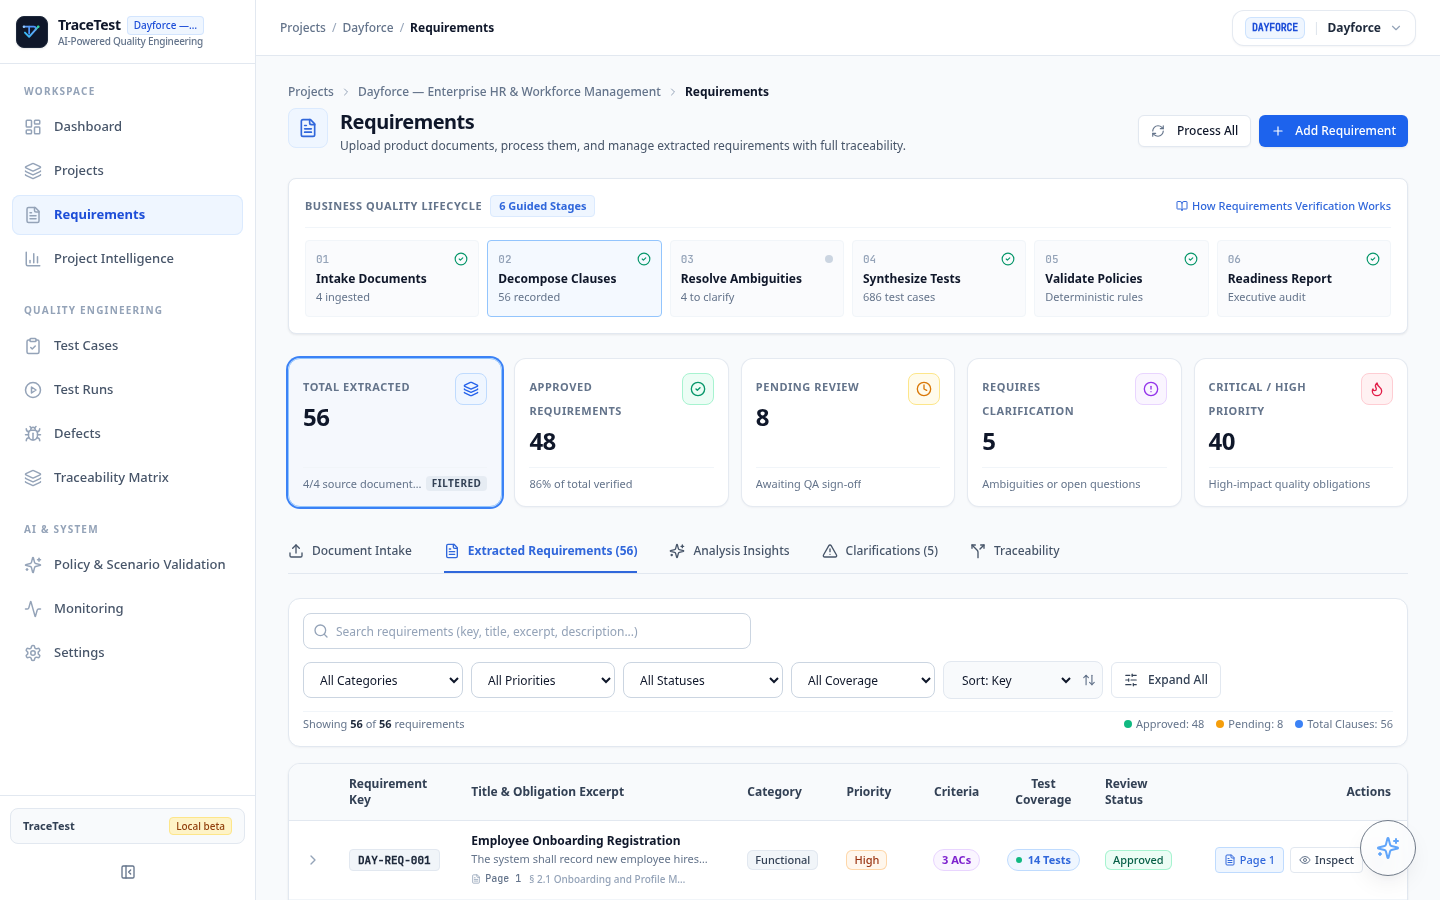 TraceTest
Dayforce —...
AI-Powered Quality Engineering
WORKSPACE
Dashboard
Projects
Requirements
Project Intelligence
QUALITY ENGINEERING
Test Cases
Test Runs
Defects
Traceability Matrix
AI & SYSTEM
Policy & Scenario Validation
Monitoring
Settings
TraceTest
Local beta
Projects / Dayforce / Requirements
DAYFORCE
Dayforce
Projects > Dayforce — Enterprise HR & Workforce Management > Requirements
Requirements
Upload product documents, process them, and manage extracted requirements with full traceability.
Process All
Add Requirement
BUSINESS QUALITY LIFECYCLE
6 Guided Stages
How Requirements Verification Works
01
Intake Documents
4 ingested
02
Decompose Clauses
56 recorded
03
Resolve Ambiguities
4 to clarify
04
Synthesize Tests
686 test cases
05
Validate Policies
Deterministic rules
06
Readiness Report
Executive audit
TOTAL EXTRACTED
56
4/4 source document...
FILTERED
APPROVED
REQUIREMENTS
48
86% of total verified
PENDING REVIEW
8
Awaiting QA sign-off
REQUIRES
CLARIFICATION
5
Ambiguities or open questions
CRITICAL / HIGH
PRIORITY
40
High-impact quality obligations
Document Intake
Extracted Requirements (56)
Analysis Insights
Clarifications (5)
Traceability
Search requirements (key, title, excerpt, description...)
All Categories
All Priorities
All Statuses
All Coverage
Sort: Key
Expand All
Showing 56 of 56 requirements
Approved: 48
Pending: 8
Total Clauses: 56
Requirement
Key
Title & Obligation Excerpt
Category
Priority
Criteria
Test
Coverage
Review
Status
Actions
DAY-REQ-001
Employee Onboarding Registration
The system shall record new employee hires...
Page 1
§ 2.1 Onboarding and Profile M...
Functional
High
3 ACs
14 Tests
Approved
Page 1
Inspect